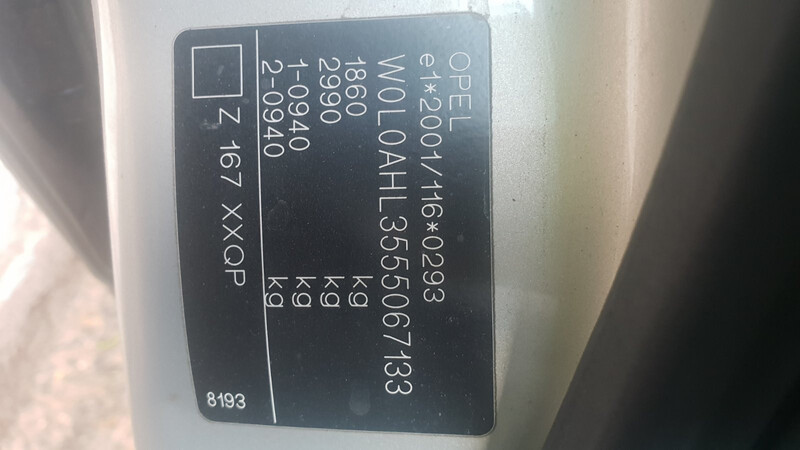 OPEL
e1*2001/116*0293
W0L0AHL3555067133
1860 kg
2990 kg
1-0940 kg
2-0940 kg
Z 167 XXQP
8193